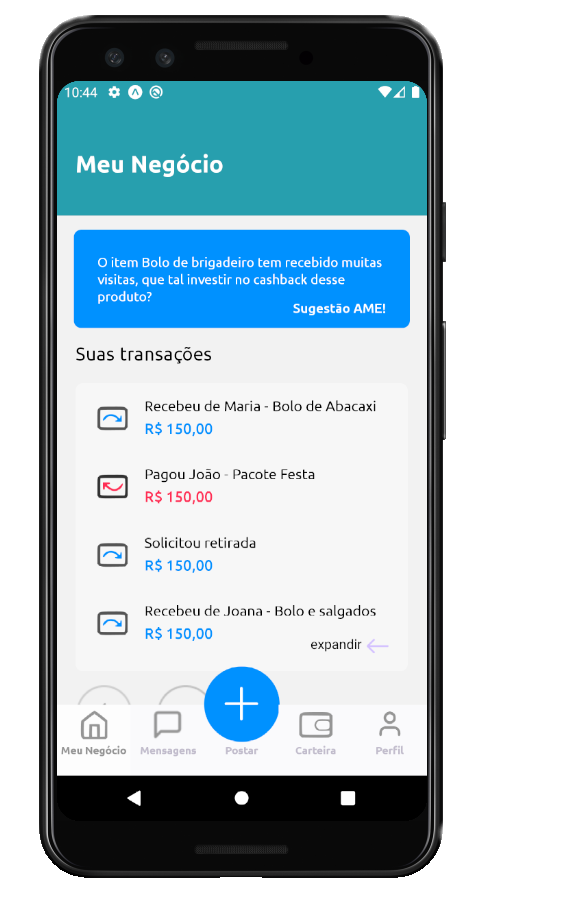 10:44
Meu Negócio
O item Bolo de brigadeiro tem recebido muitas
visitas, que tal investir no cashback desse
produto?
Sugestão AME!
Suas transações
Recebeu de Maria - Bolo de Abacaxi
R$ 150,00
Pagou João - Pacote Festa
R$ 150,00
Solicitou retirada
R$ 150,00
Recebeu de Joana - Bolo e salgados
R$ 150,00
expandir
Meu Negócio
Mensagens
Postar
Carteira
Perfil